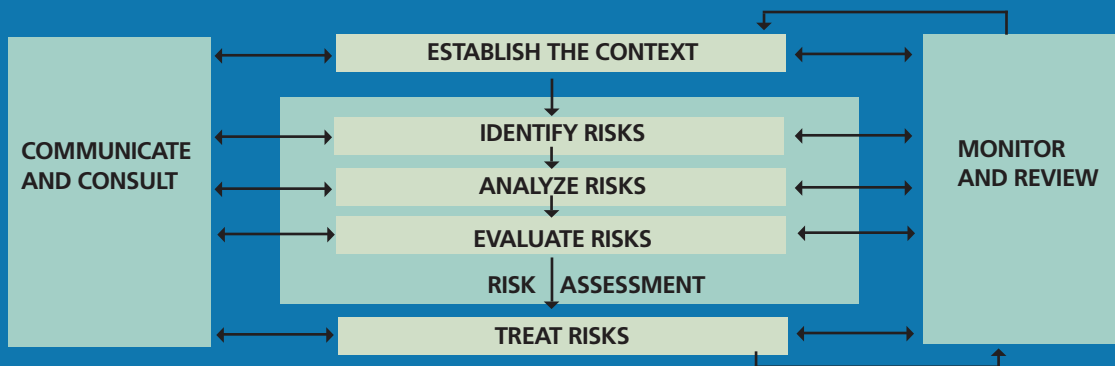 ESTABLISH THE CONTEXT
COMMUNICATE
AND CONSULT
IDENTIFY RISKS
ANALYZE RISKS
EVALUATE RISKS
RISK ASSESSMENT
TREAT RISKS
MONITOR
AND REVIEW